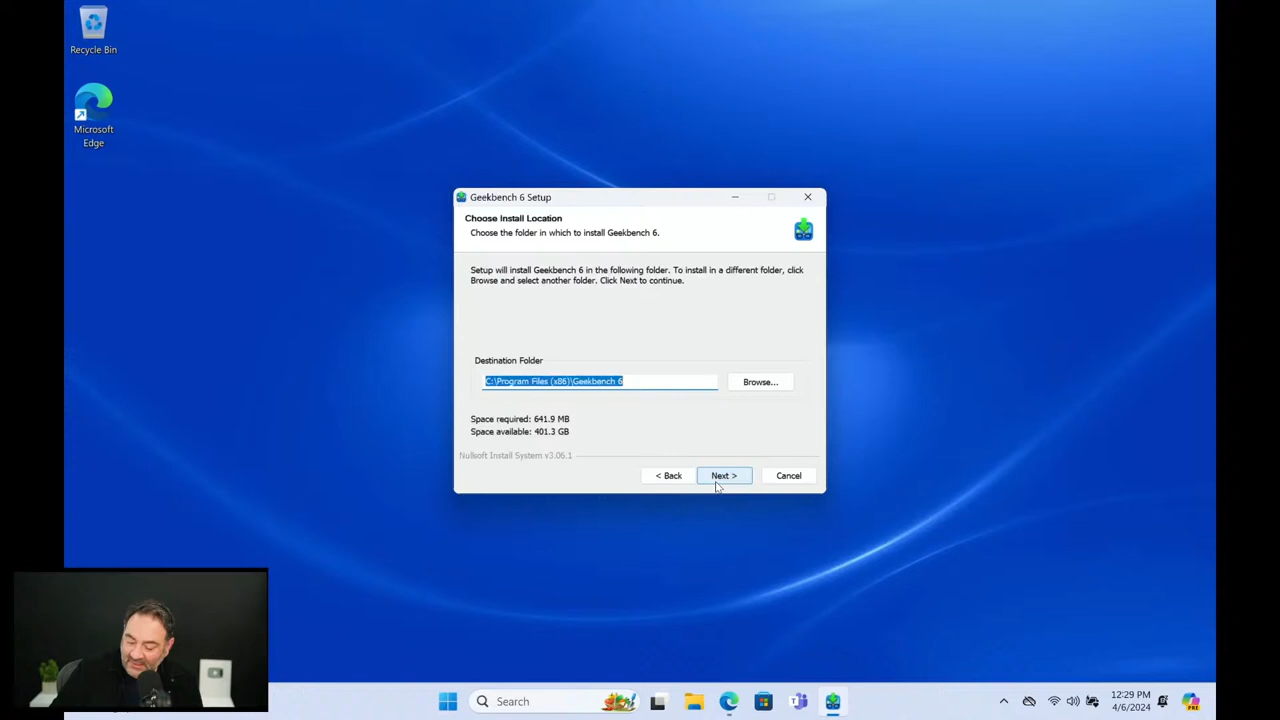 Recycle Bin
Microsoft
Edge
Geekbench 6 Setup
Choose Install Location
Choose the folder in which to install Geekbench 6.
Setup will install Geekbench 6 in the following folder. To install in a different folder, click
Browse and select another folder. Click Next to continue.
Destination Folder
C:\Program Files (x86)\Geekbench 6
Browse...
Space required: 641.9 MB
Space available: 401.3 GB
Nullsoft Install System v3.06.1
< Back
Next >
Cancel
Search
12:29 PM
4/6/2024
PRE